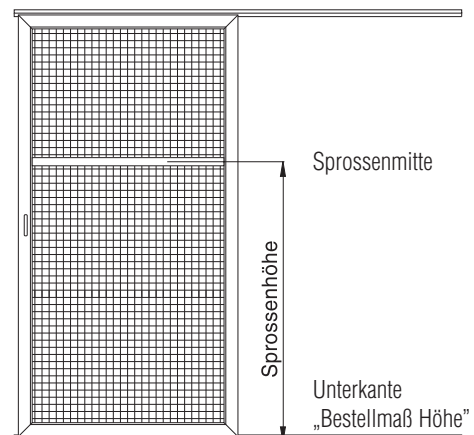 Sprossenmitte
Sprossenhöhe
Unterkante
„Bestellmaß Höhe”